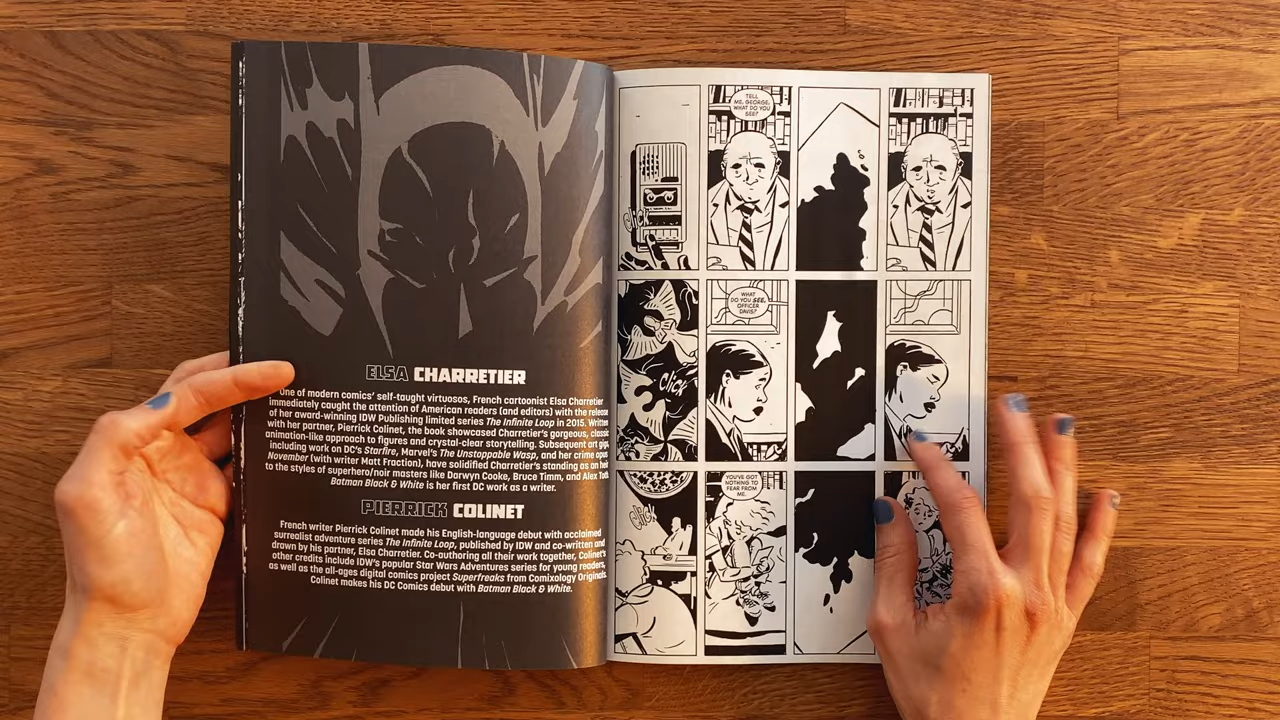 ELSA CHARRETIER
One of modern comics' self-taught virtuosos, French cartoonist Elsa Charretier
immediately caught the attention of American readers (and editors) with the release
of her award-winning IDW Publishing limited series The Infinite Loop in 2015. Written
with her partner, Pierrick Colinet, the book showcased Charretier's gorgeous, classic
animation-like approach to figures and crystal-clear storytelling. Subsequent art gigs,
including work on DC's Starfire, Marvel's The Unstoppable Wasp, and her crime opus
November (with writer Matt Fraction), have solidified Charretier's standing as an heir
to the styles of superhero/noir masters like Darwyn Cooke, Bruce Timm, and Alex Toth.
Batman Black & White is her first DC work as a writer.
PIERRICK COLINET
French writer Pierrick Colinet made his English-language debut with acclaimed
surrealist adventure series The Infinite Loop, published by IDW and co-written and
drawn by his partner, Elsa Charretier. Co-authoring all their work together, Colinet's
other credits include IDW's popular Star Wars Adventures series for young readers,
as well as the all-ages digital comics project Superfreaks from Comixology Originals.
Colinet makes his DC Comics debut with Batman Black & White.
CLICK
TELL
ME, GEORGE,
WHAT DO YOU
SEE?
CLICK
WHAT
DO YOU SEE,
OFFICER
DAVIS?
CLICK
YOU'VE GOT
NOTHING TO
FEAR FROM
ME.